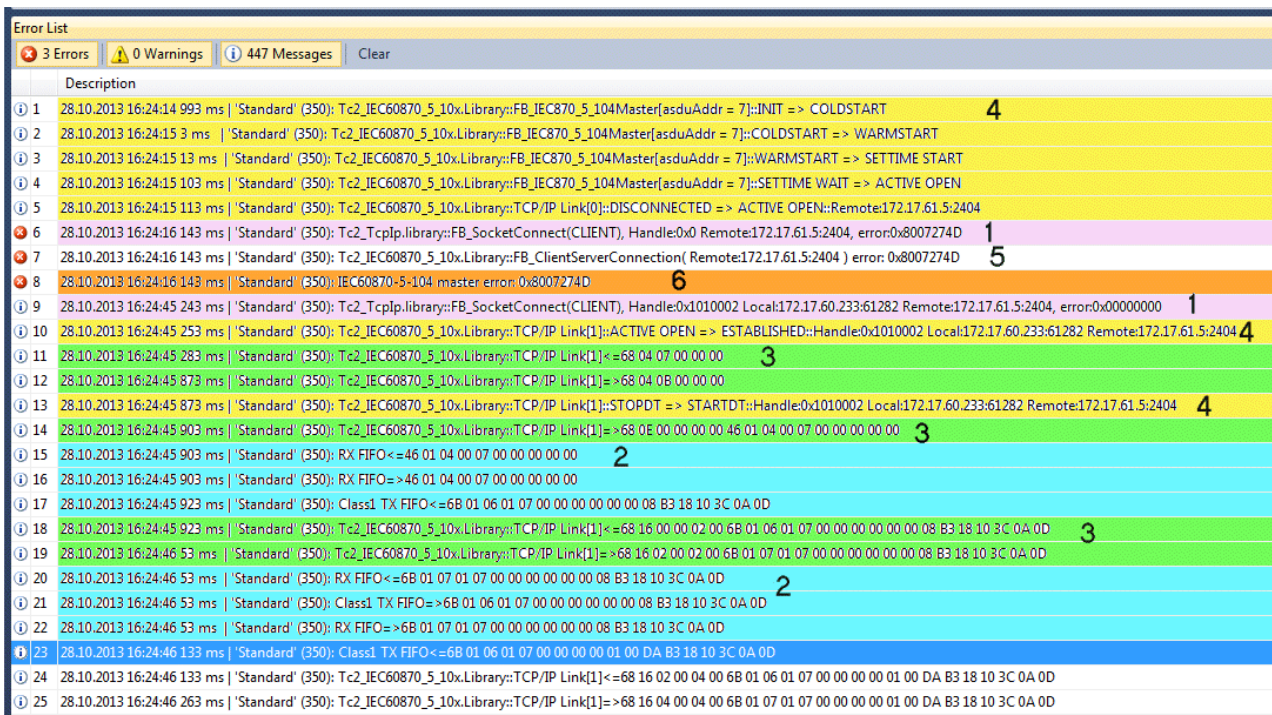 Error List
3 Errors 0 Warnings 447 Messages Clear
Description
1 28.10.2013 16:24:14 993 ms | 'Standard' (350): Tc2_IEC60870_5_10x.Library::FB_IEC870_5_104Master[asduAddr = 7]::INIT => COLDSTART 4
2 28.10.2013 16:24:15 3 ms | 'Standard' (350): Tc2_IEC60870_5_10x.Library::FB_IEC870_5_104Master[asduAddr = 7]::COLDSTART => WARMSTART
3 28.10.2013 16:24:15 13 ms | 'Standard' (350): Tc2_IEC60870_5_10x.Library::FB_IEC870_5_104Master[asduAddr = 7]::WARMSTART => SETTIME START
4 28.10.2013 16:24:15 103 ms | 'Standard' (350): Tc2_IEC60870_5_10x.Library::FB_IEC870_5_104Master[asduAddr = 7]::SETTIME WAIT => ACTIVE OPEN
5 28.10.2013 16:24:15 113 ms | 'Standard' (350): Tc2_IEC60870_5_10x.Library::TCP/IP Link[0]::DISCONNECTED => ACTIVE OPEN::Remote:172.17.61.5:2404
6 28.10.2013 16:24:16 143 ms | 'Standard' (350): Tc2_TcpIp.library::FB_SocketConnect(CLIENT), Handle:0x0 Remote:172.17.61.5:2404, error:0x8007274D 1
7 28.10.2013 16:24:16 143 ms | 'Standard' (350): Tc2_TcpIp.library::FB_ClientServerConnection( Remote:172.17.61.5:2404 ) error: 0x8007274D 5
8 28.10.2013 16:24:16 143 ms | 'Standard' (350): IEC60870-5-104 master error: 0x8007274D 6
9 28.10.2013 16:24:45 243 ms | 'Standard' (350): Tc2_TcpIp.library::FB_SocketConnect(CLIENT), Handle:0x1010002 Local:172.17.60.233:61282 Remote:172.17.61.5:2404, error:0x00000000 1
10 28.10.2013 16:24:45 253 ms | 'Standard' (350): Tc2_IEC60870_5_10x.Library::TCP/IP Link[1]::ACTIVE OPEN => ESTABLISHED::Handle:0x1010002 Local:172.17.60.233:61282 Remote:172.17.61.5:2404 4
11 28.10.2013 16:24:45 283 ms | 'Standard' (350): Tc2_IEC60870_5_10x.Library::TCP/IP Link[1]<=68 04 07 00 00 00 3
12 28.10.2013 16:24:45 873 ms | 'Standard' (350): Tc2_IEC60870_5_10x.Library::TCP/IP Link[1]=>68 04 0B 00 00 00
13 28.10.2013 16:24:45 873 ms | 'Standard' (350): Tc2_IEC60870_5_10x.Library::TCP/IP Link[1]::STOPDT => STARTDT::Handle:0x1010002 Local:172.17.60.233:61282 Remote:172.17.61.5:2404 4
14 28.10.2013 16:24:45 903 ms | 'Standard' (350): Tc2_IEC60870_5_10x.Library::TCP/IP Link[1]=>68 0E 00 00 00 00 46 01 04 00 07 00 00 00 00 00 3
15 28.10.2013 16:24:45 903 ms | 'Standard' (350): RX FIFO<=46 01 04 00 07 00 00 00 00 00 2
16 28.10.2013 16:24:45 903 ms | 'Standard' (350): RX FIFO=>46 01 04 00 07 00 00 00 00 00
17 28.10.2013 16:24:45 923 ms | 'Standard' (350): Class1 TX FIFO<=6B 01 06 01 07 00 00 00 00 00 00 08 B3 18 10 3C 0A 0D
18 28.10.2013 16:24:45 923 ms | 'Standard' (350): Tc2_IEC60870_5_10x.Library::TCP/IP Link[1]<=68 16 00 00 02 00 6B 01 06 01 07 00 00 00 00 00 00 08 B3 18 10 3C 0A 0D 3
19 28.10.2013 16:24:46 53 ms | 'Standard' (350): Tc2_IEC60870_5_10x.Library::TCP/IP Link[1]=>68 16 02 00 02 00 6B 01 07 01 07 00 00 00 00 00 00 08 B3 18 10 3C 0A 0D
20 28.10.2013 16:24:46 53 ms | 'Standard' (350): RX FIFO<=6B 01 07 01 07 00 00 00 00 00 00 08 B3 18 10 3C 0A 0D 2
21 28.10.2013 16:24:46 53 ms | 'Standard' (350): Class1 TX FIFO=>6B 01 06 01 07 00 00 00 00 00 00 08 B3 18 10 3C 0A 0D
22 28.10.2013 16:24:46 53 ms | 'Standard' (350): RX FIFO=>6B 01 07 01 07 00 00 00 00 00 00 08 B3 18 10 3C 0A 0D
23 28.10.2013 16:24:46 133 ms | 'Standard' (350): Class1 TX FIFO<=6B 01 06 01 07 00 00 00 00 01 00 DA B3 18 10 3C 0A 0D
24 28.10.2013 16:24:46 133 ms | 'Standard' (350): Tc2_IEC60870_5_10x.Library::TCP/IP Link[1]<=68 16 02 00 04 00 6B 01 06 01 07 00 00 00 00 01 00 DA B3 18 10 3C 0A 0D
25 28.10.2013 16:24:46 263 ms | 'Standard' (350): Tc2_IEC60870_5_10x.Library::TCP/IP Link[1]=>68 16 04 00 04 00 6B 01 07 01 07 00 00 00 00 01 00 DA B3 18 10 3C 0A 0D